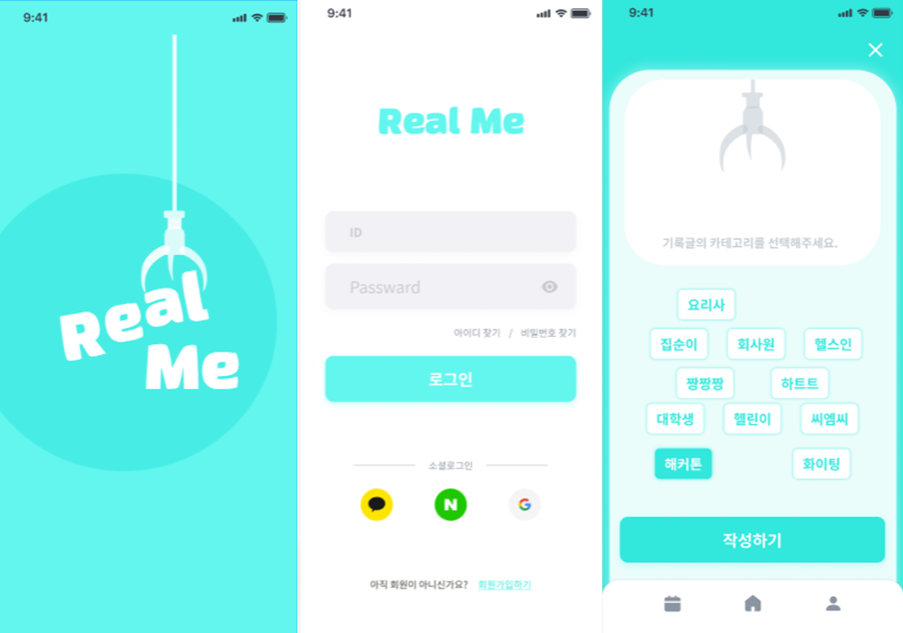 9:41
Real
Me
9:41
Real Me
ID
Password
아이디 찾기 / 비밀번호 찾기
로그인
소셜로그인
N
G
아직 회원이 아니신가요? 회원가입하기
9:41
기록글의 카테고리를 선택해주세요.
요리사
집순이 회사원 헬스인
짱짱짱 하트트
대학생 헬린이 씨엠씨
해커톤 화이팅
작성하기